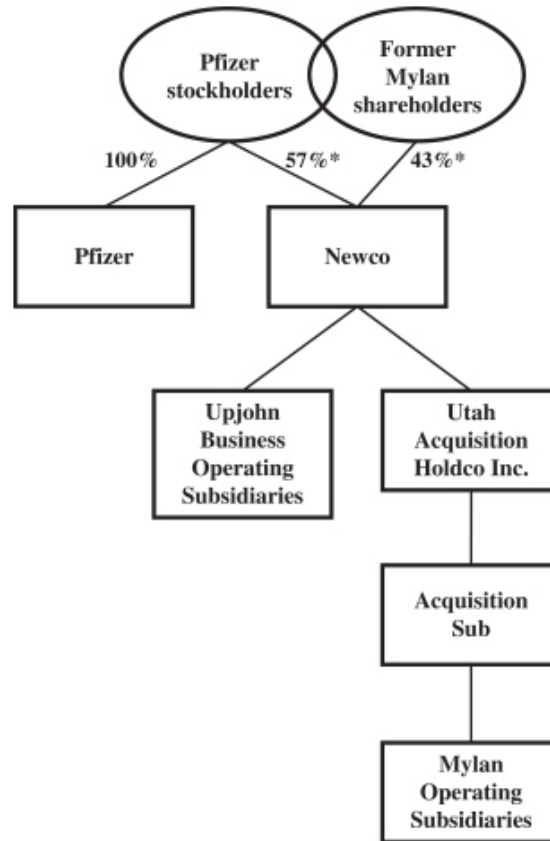 Pfizer
stockholders
Former
Mylan
shareholders
100%
57%*
43%*
Pfizer
Newco
Upjohn
Business
Operating
Subsidiaries
Utah
Acquisition
Holdco Inc.
Acquisition
Sub
Mylan
Operating
Subsidiaries